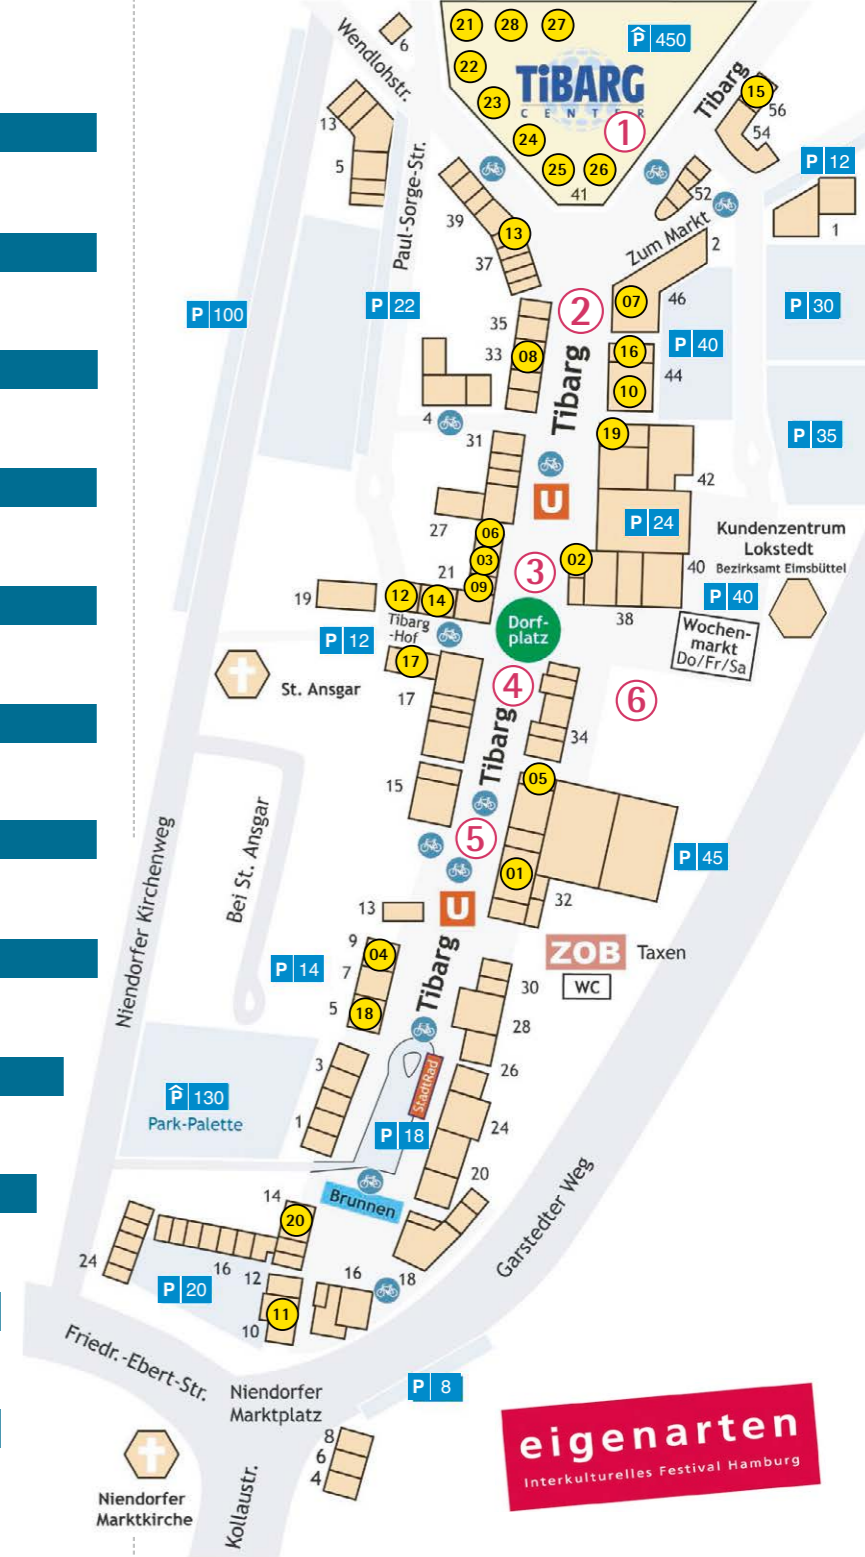 21
28
27
P 450
6
Wendlohstr.
22
TiBARG
CENTER
23
Tibarg
15
56
54
13
1
24
5
Paul-Sorge-Str.
25
26
41
P 12
52
39
13
37
Zum Markt
2
1
P 100
P 22
35
2
07
46
P 30
33
08
Tibarg
16
P 40
10
44
4
31
19
P 35
42
U
27
06
P 24
Kundenzentrum
Lokstedt
Bezirksamt Eimsbüttel
03
02
21
3
40
09
19
12
14
P 40
38
Tibarg
-Hof
Dorf-
platz
Wochen-
markt
Do/Fr/Sa
P 12
17
St. Ansgar
17
4
6
Tibarg
34
15
05
5
Bei St. Ansgar
P 45
Niendorfer Kirchenweg
01
32
13
U
9
04
ZOB
Taxen
P 14
7
Tibarg
30
WC
5
18
28
3
26
StadtRad
P 130
Park-Palette
1
P 18
24
20
Brunnen
14
20
Garstedter Weg
24
16
12
16
18
P 20
11
10
Friedr.-Ebert-Str.
Niendorfer
Marktplatz
P 8
8
6
4
Kollaustr.
Niendorfer
Marktkirche
eigenarten
Interkulturelles Festival Hamburg